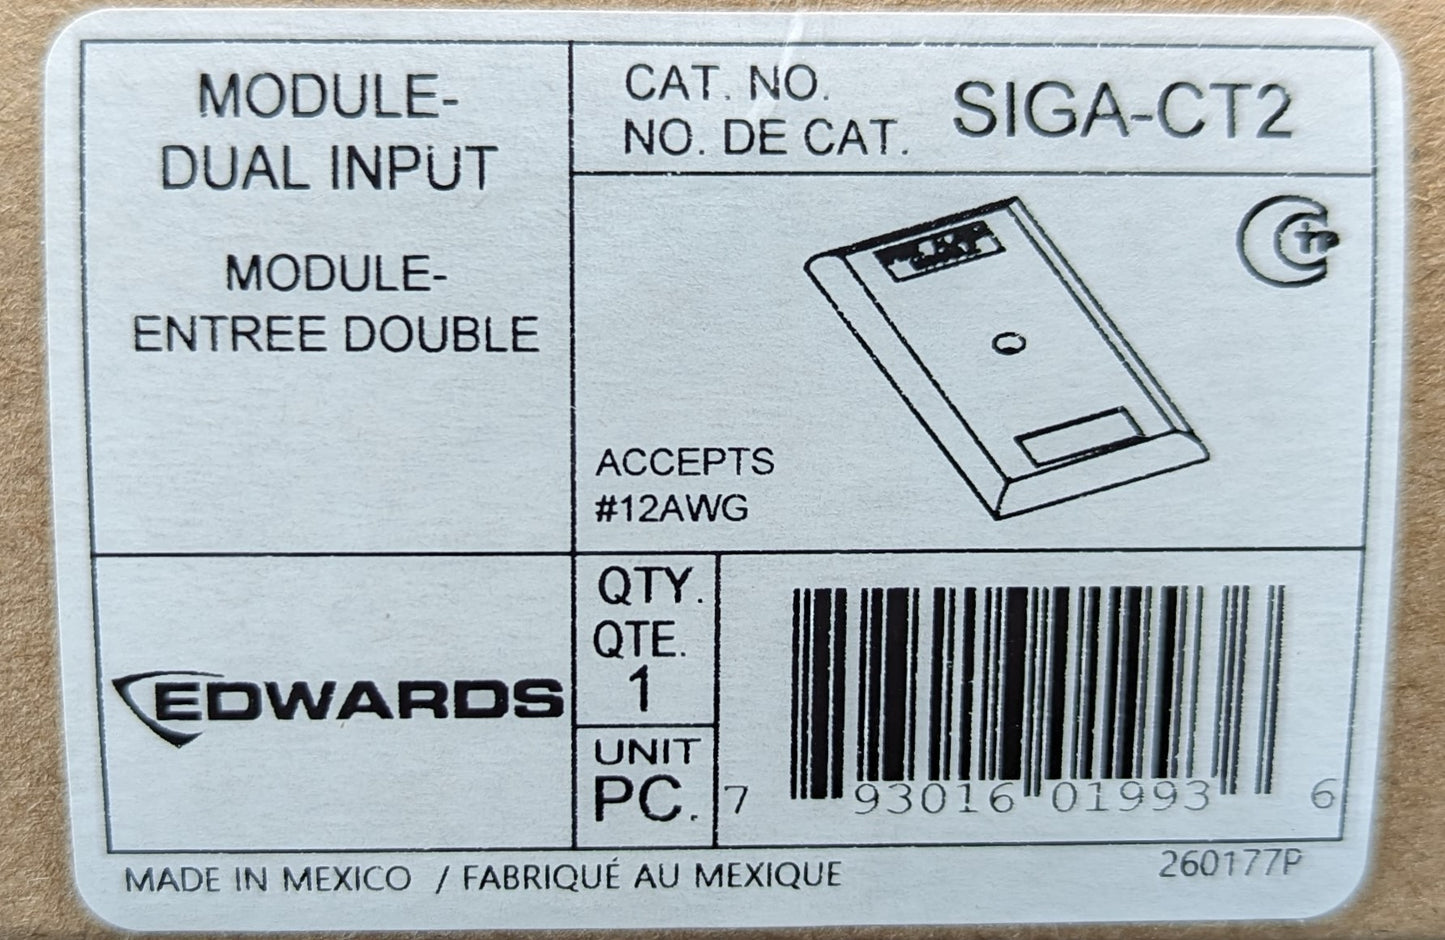 MODULE-
DUAL INPUT
MODULE-
ENTREE DOUBLE
CAT. NO.
NO. DE CAT.
SIGA-CT2
ACCEPTS
#12AWG
EDWARDS
QTY.
QTE.
1
UNIT
PC.
7 93016 01993 6
MADE IN MEXICO / FABRIQUÉ AU MEXIQUE
260177P